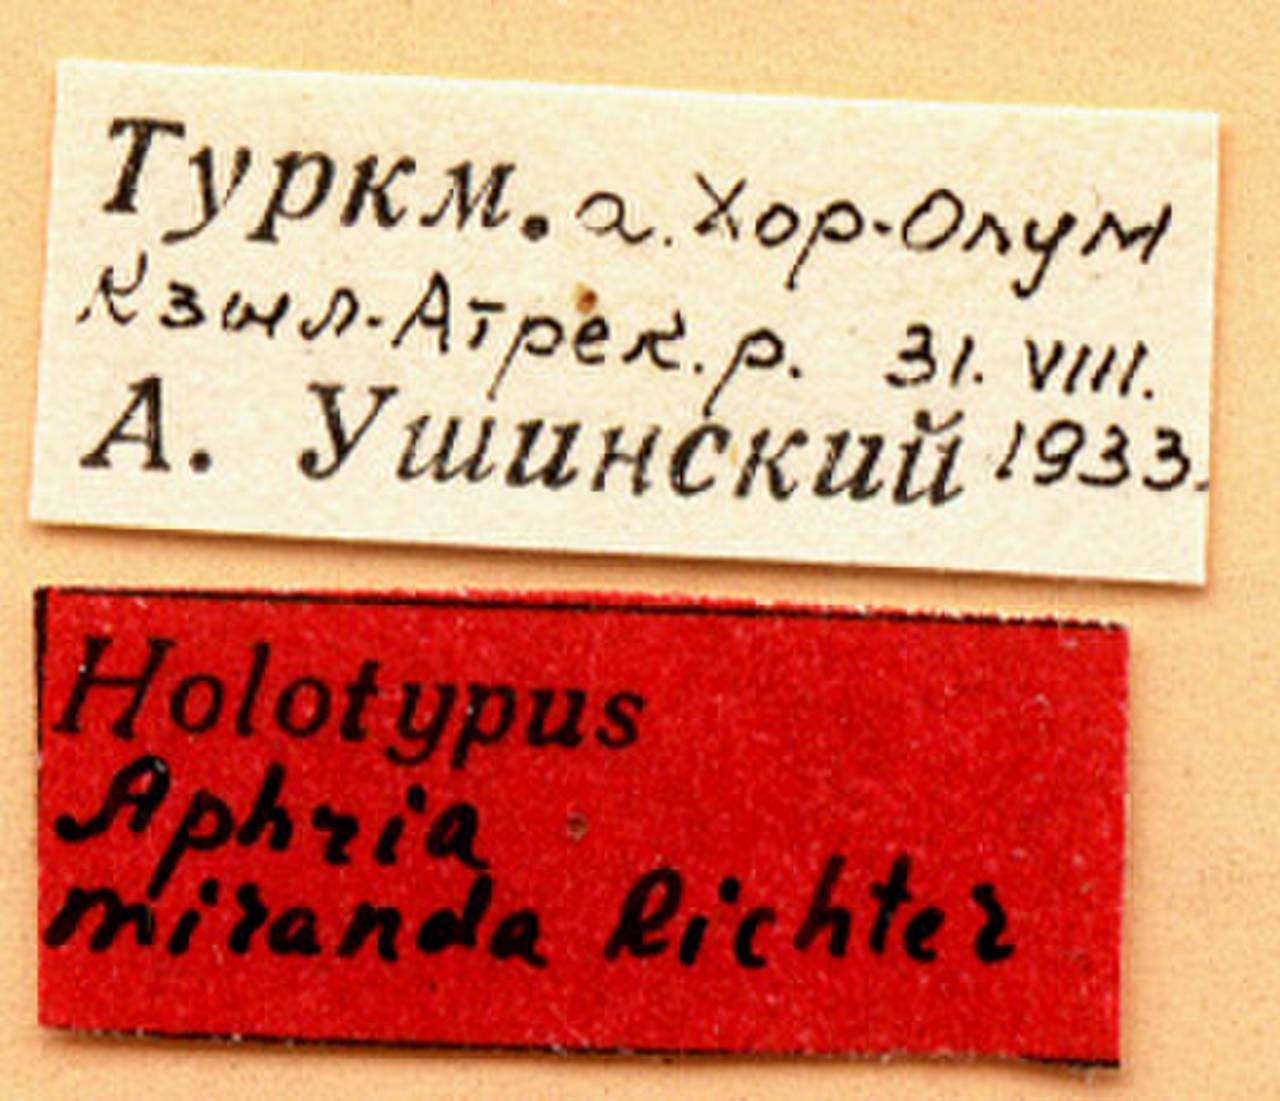 Туркм. а. Хор-Олум
Кзыл-Атрек. р. 31. VIII.
А. Ушинский 1933.
Holotypus
Aphria
miranda Richter